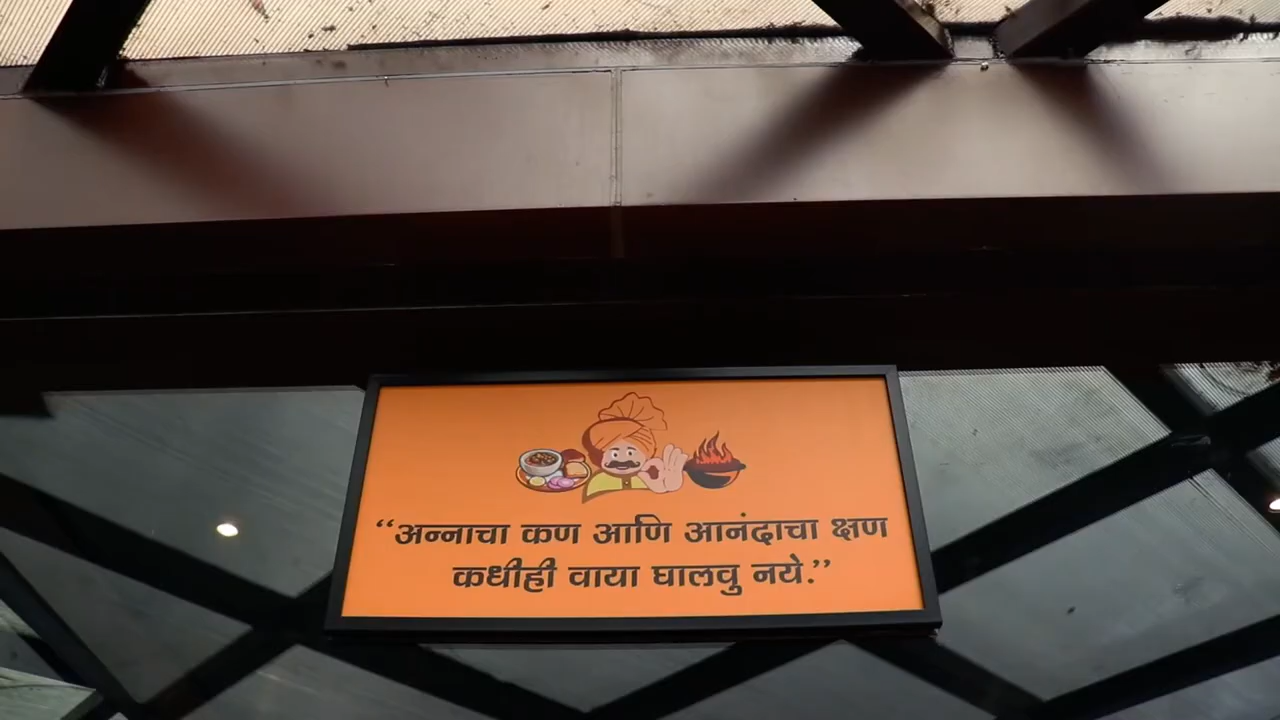 “अन्नाचा कण आणि आनंदाचा क्षण
कधीही वाया घालवु नये.”